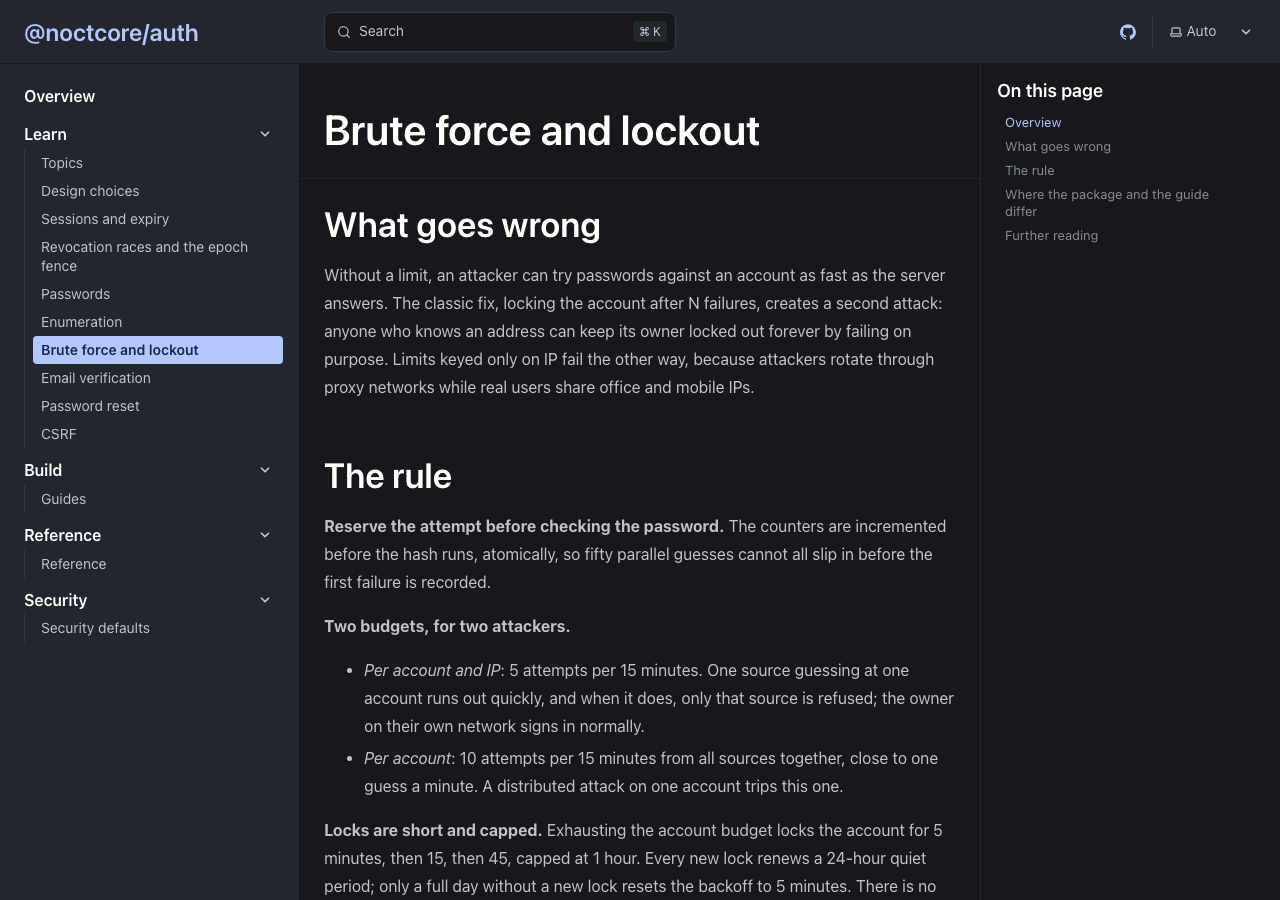 @noctcore/auth
Search
⌘ K
Auto
Overview
Learn
Topics
Design choices
Sessions and expiry
Revocation races and the epoch
fence
Passwords
Enumeration
Brute force and lockout
Email verification
Password reset
CSRF
Build
Guides
Reference
Reference
Security
Security defaults
Brute force and lockout
What goes wrong
Without a limit, an attacker can try passwords against an account as fast as the server
answers. The classic fix, locking the account after N failures, creates a second attack:
anyone who knows an address can keep its owner locked out forever by failing on
purpose. Limits keyed only on IP fail the other way, because attackers rotate through
proxy networks while real users share office and mobile IPs.
The rule
Reserve the attempt before checking the password. The counters are incremented
before the hash runs, atomically, so fifty parallel guesses cannot all slip in before the
first failure is recorded.
Two budgets, for two attackers.
• Per account and IP: 5 attempts per 15 minutes. One source guessing at one
account runs out quickly, and when it does, only that source is refused; the owner
on their own network signs in normally.
• Per account: 10 attempts per 15 minutes from all sources together, close to one
guess a minute. A distributed attack on one account trips this one.
Locks are short and capped. Exhausting the account budget locks the account for 5
minutes, then 15, then 45, capped at 1 hour. Every new lock renews a 24-hour quiet
period; only a full day without a new lock resets the backoff to 5 minutes. There is no
On this page
Overview
What goes wrong
The rule
Where the package and the guide
differ
Further reading